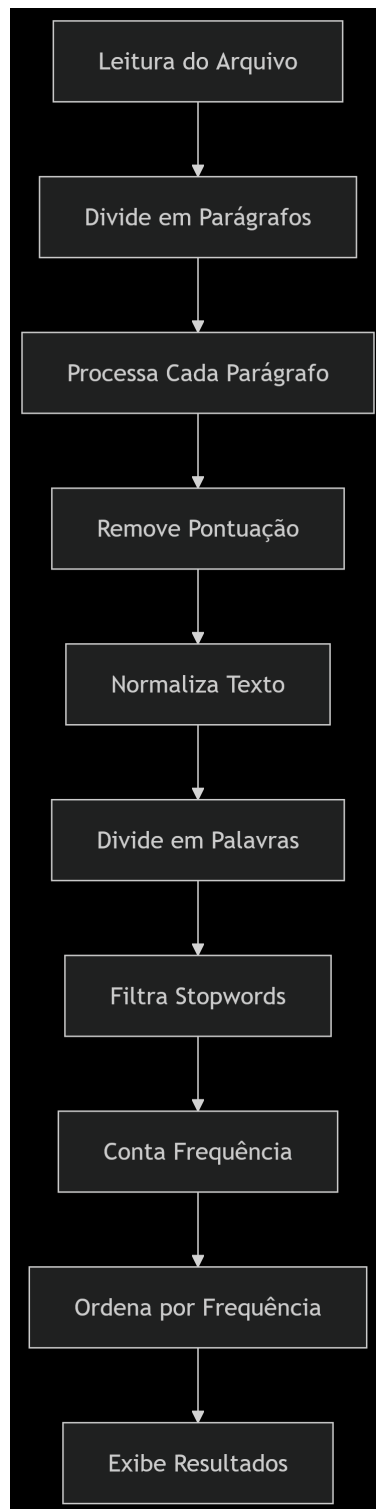 Leitura do Arquivo
Divide em Parágrafos
Processa Cada Parágrafo
Remove Pontuação
Normaliza Texto
Divide em Palavras
Filtra Stopwords
Conta Frequência
Ordena por Frequência
Exibe Resultados